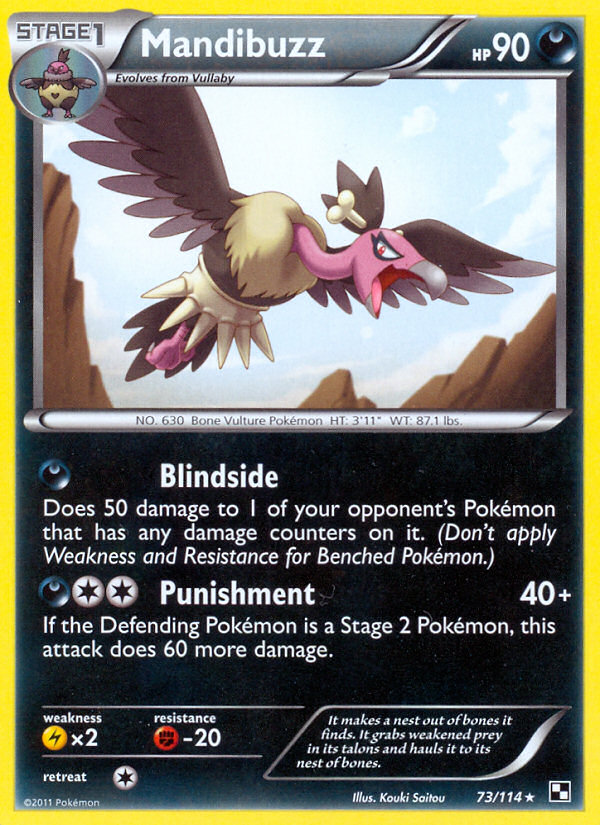 STAGE1
Mandibuzz
HP 90
Evolves from Vullaby
NO. 630 Bone Vulture Pokémon HT: 3'11" WT: 87.1 lbs.
Blindside
Does 50 damage to 1 of your opponent's Pokémon
that has any damage counters on it. (Don't apply
Weakness and Resistance for Benched Pokémon.)
Punishment 40+
If the Defending Pokémon is a Stage 2 Pokémon, this
attack does 60 more damage.
weakness
×2
resistance
-20
retreat
It makes a nest out of bones it
finds. It grabs weakened prey
in its talons and hauls it to its
nest of bones.
©2011 Pokémon
Illus. Kouki Saitou
73/114★